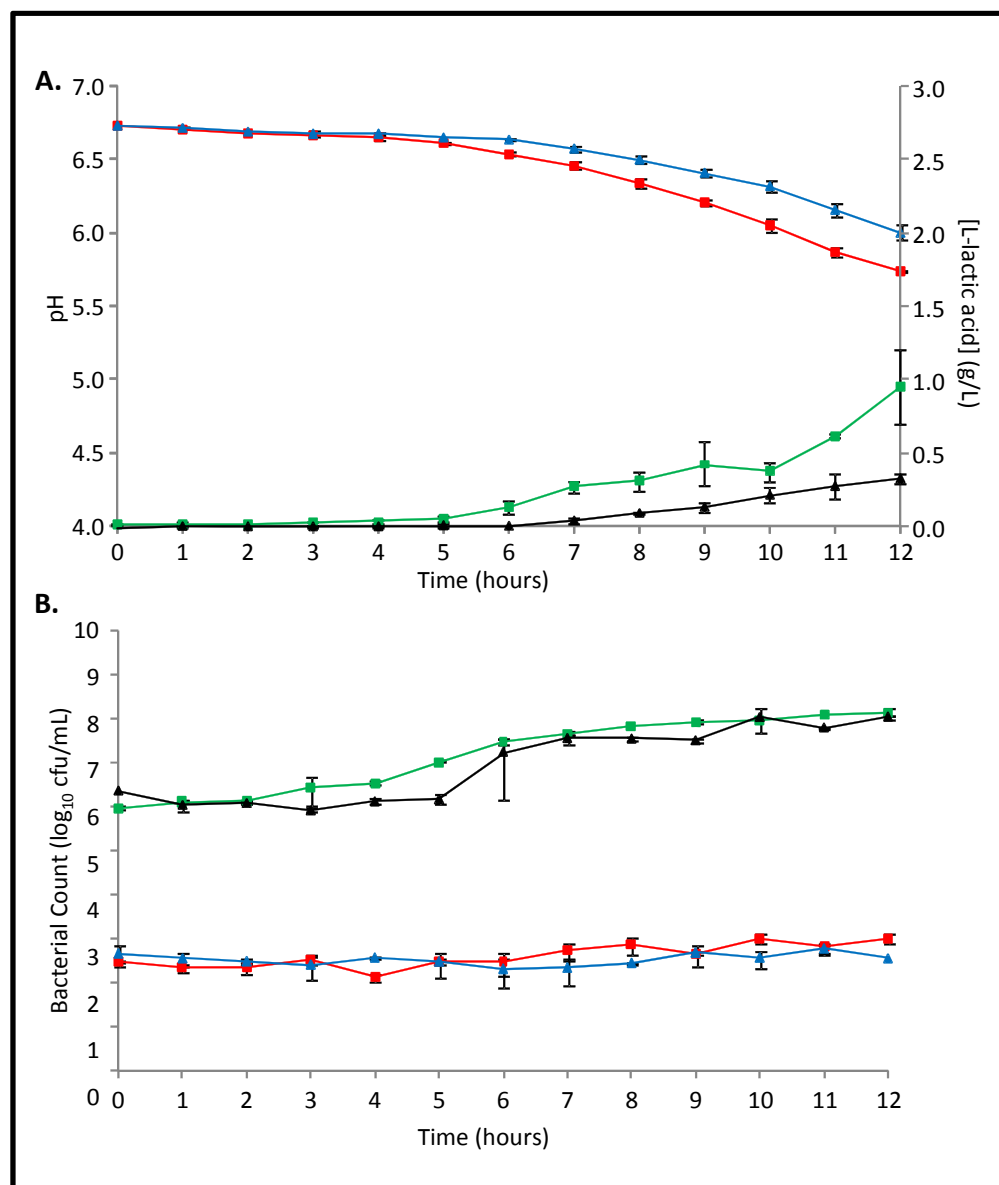 A.
7.0
6.5
6.0
5.5
5.0
4.5
4.0
pH
3.0
2.5
2.0
1.5
1.0
0.5
0.0
[L-lactic acid] (g/L)
0 1 2 3 4 5 6 7 8 9 10 11 12
Time (hours)
B.
10
9
8
7
6
5
4
3
2
1
0
Bacterial Count (log10 cfu/mL)
0 1 2 3 4 5 6 7 8 9 10 11 12
Time (hours)